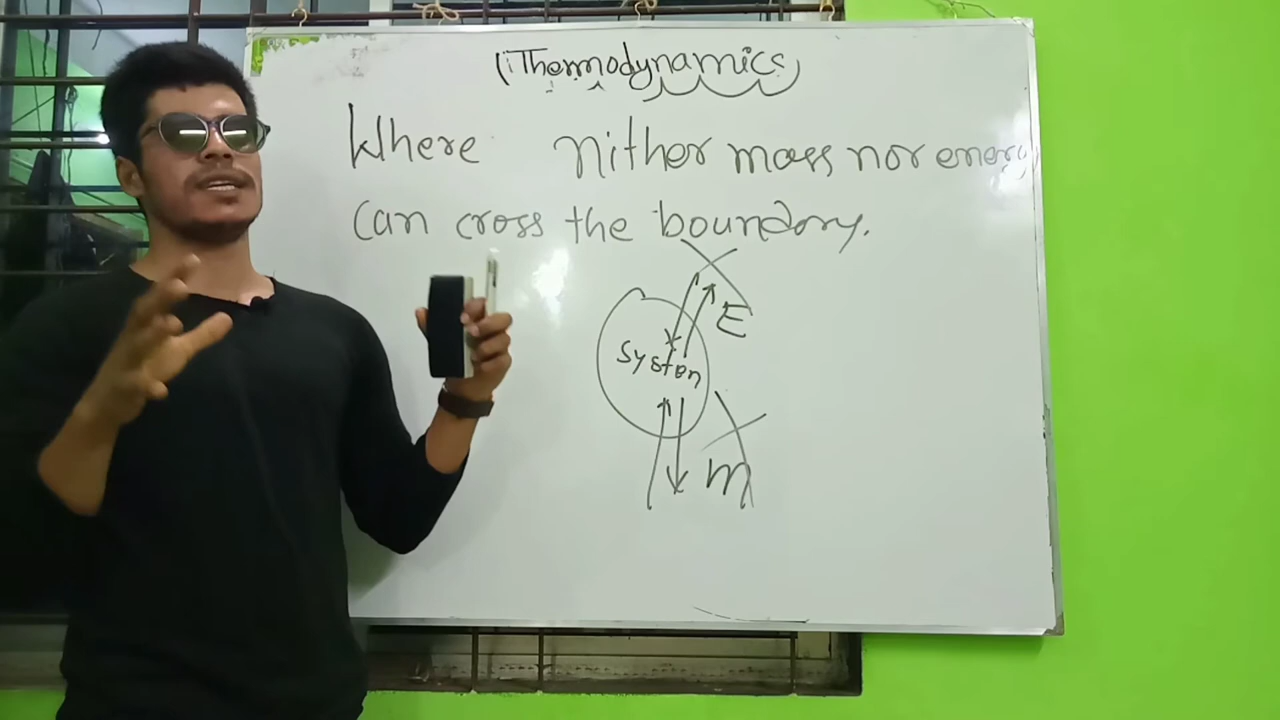 (Thermodynamics)
Where nither mass nor energy
can cross the boundary.
E
System
m